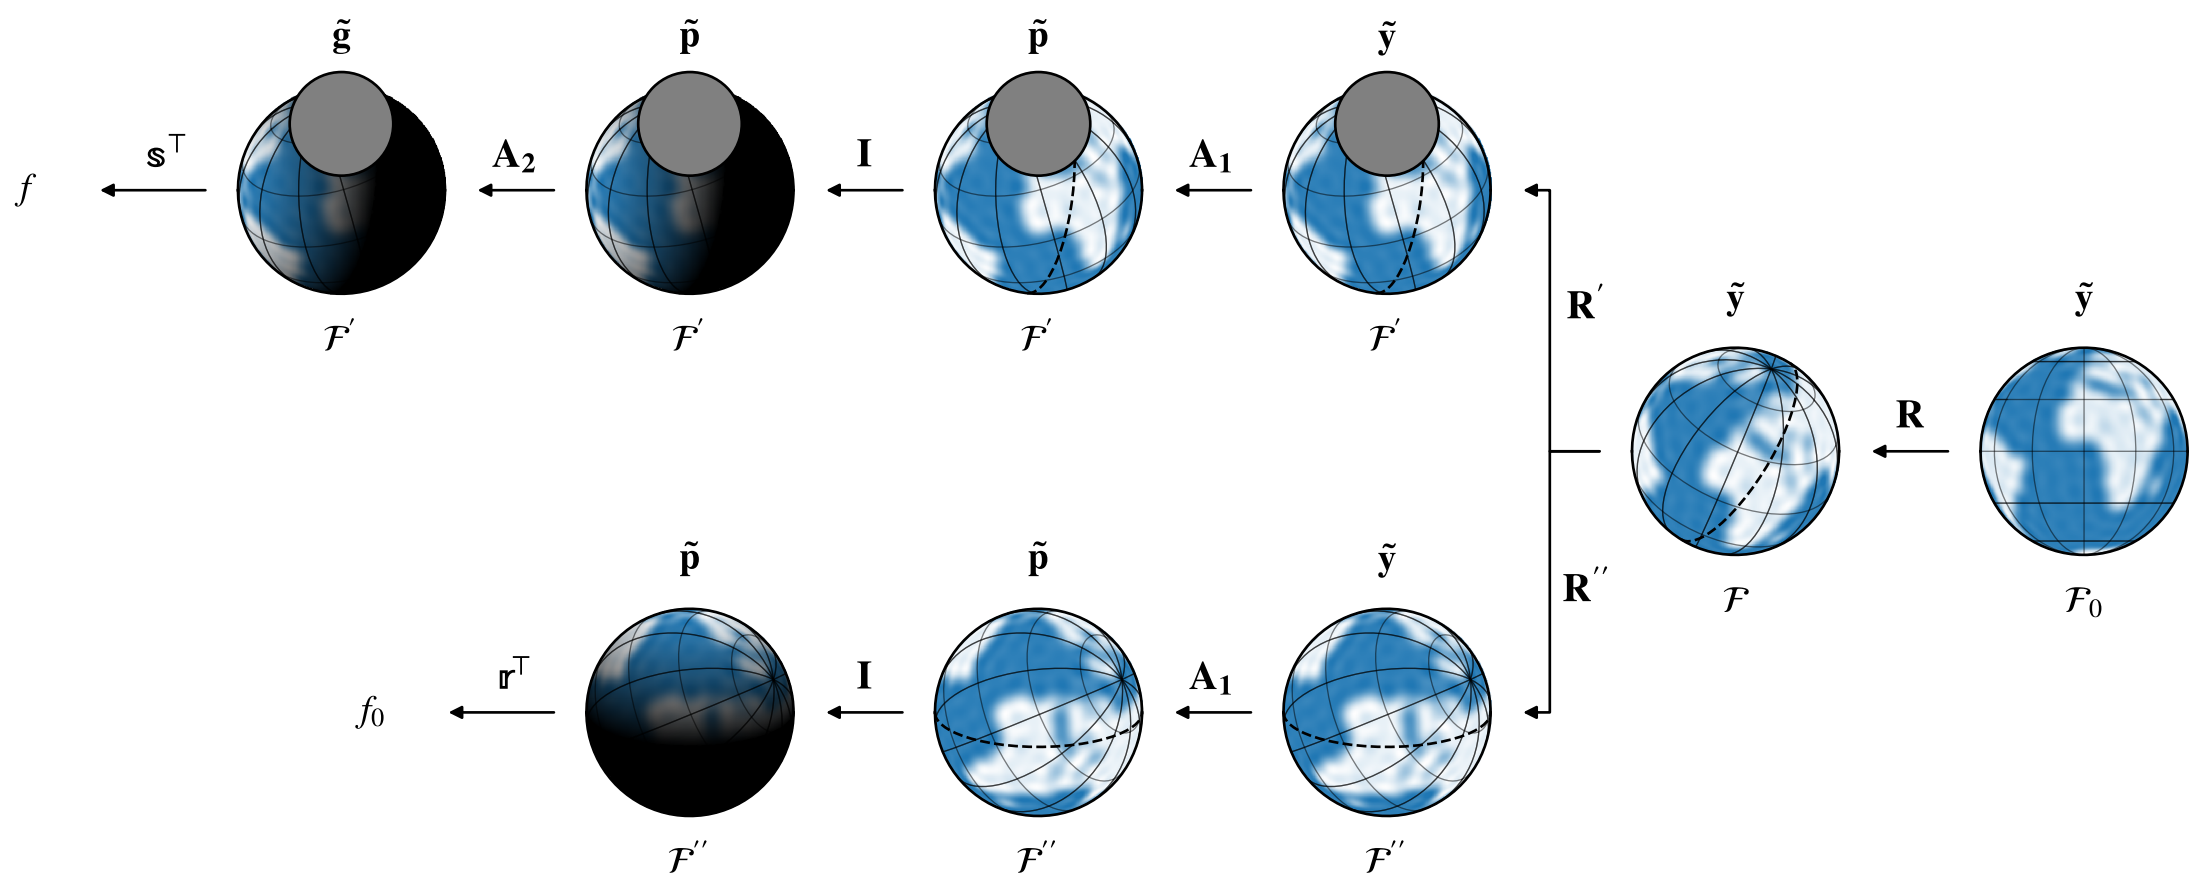 g̃ p̃ p̃ ỹ
f 𝕤⊤ A₂ I A₁
ℱ′ ℱ′ ℱ′ ℱ′
R′
ỹ ỹ
R
ℱ ℱ₀
R′′
p̃ p̃ ỹ
f₀ 𝕣⊤ I A₁
ℱ′′ ℱ′′ ℱ′′